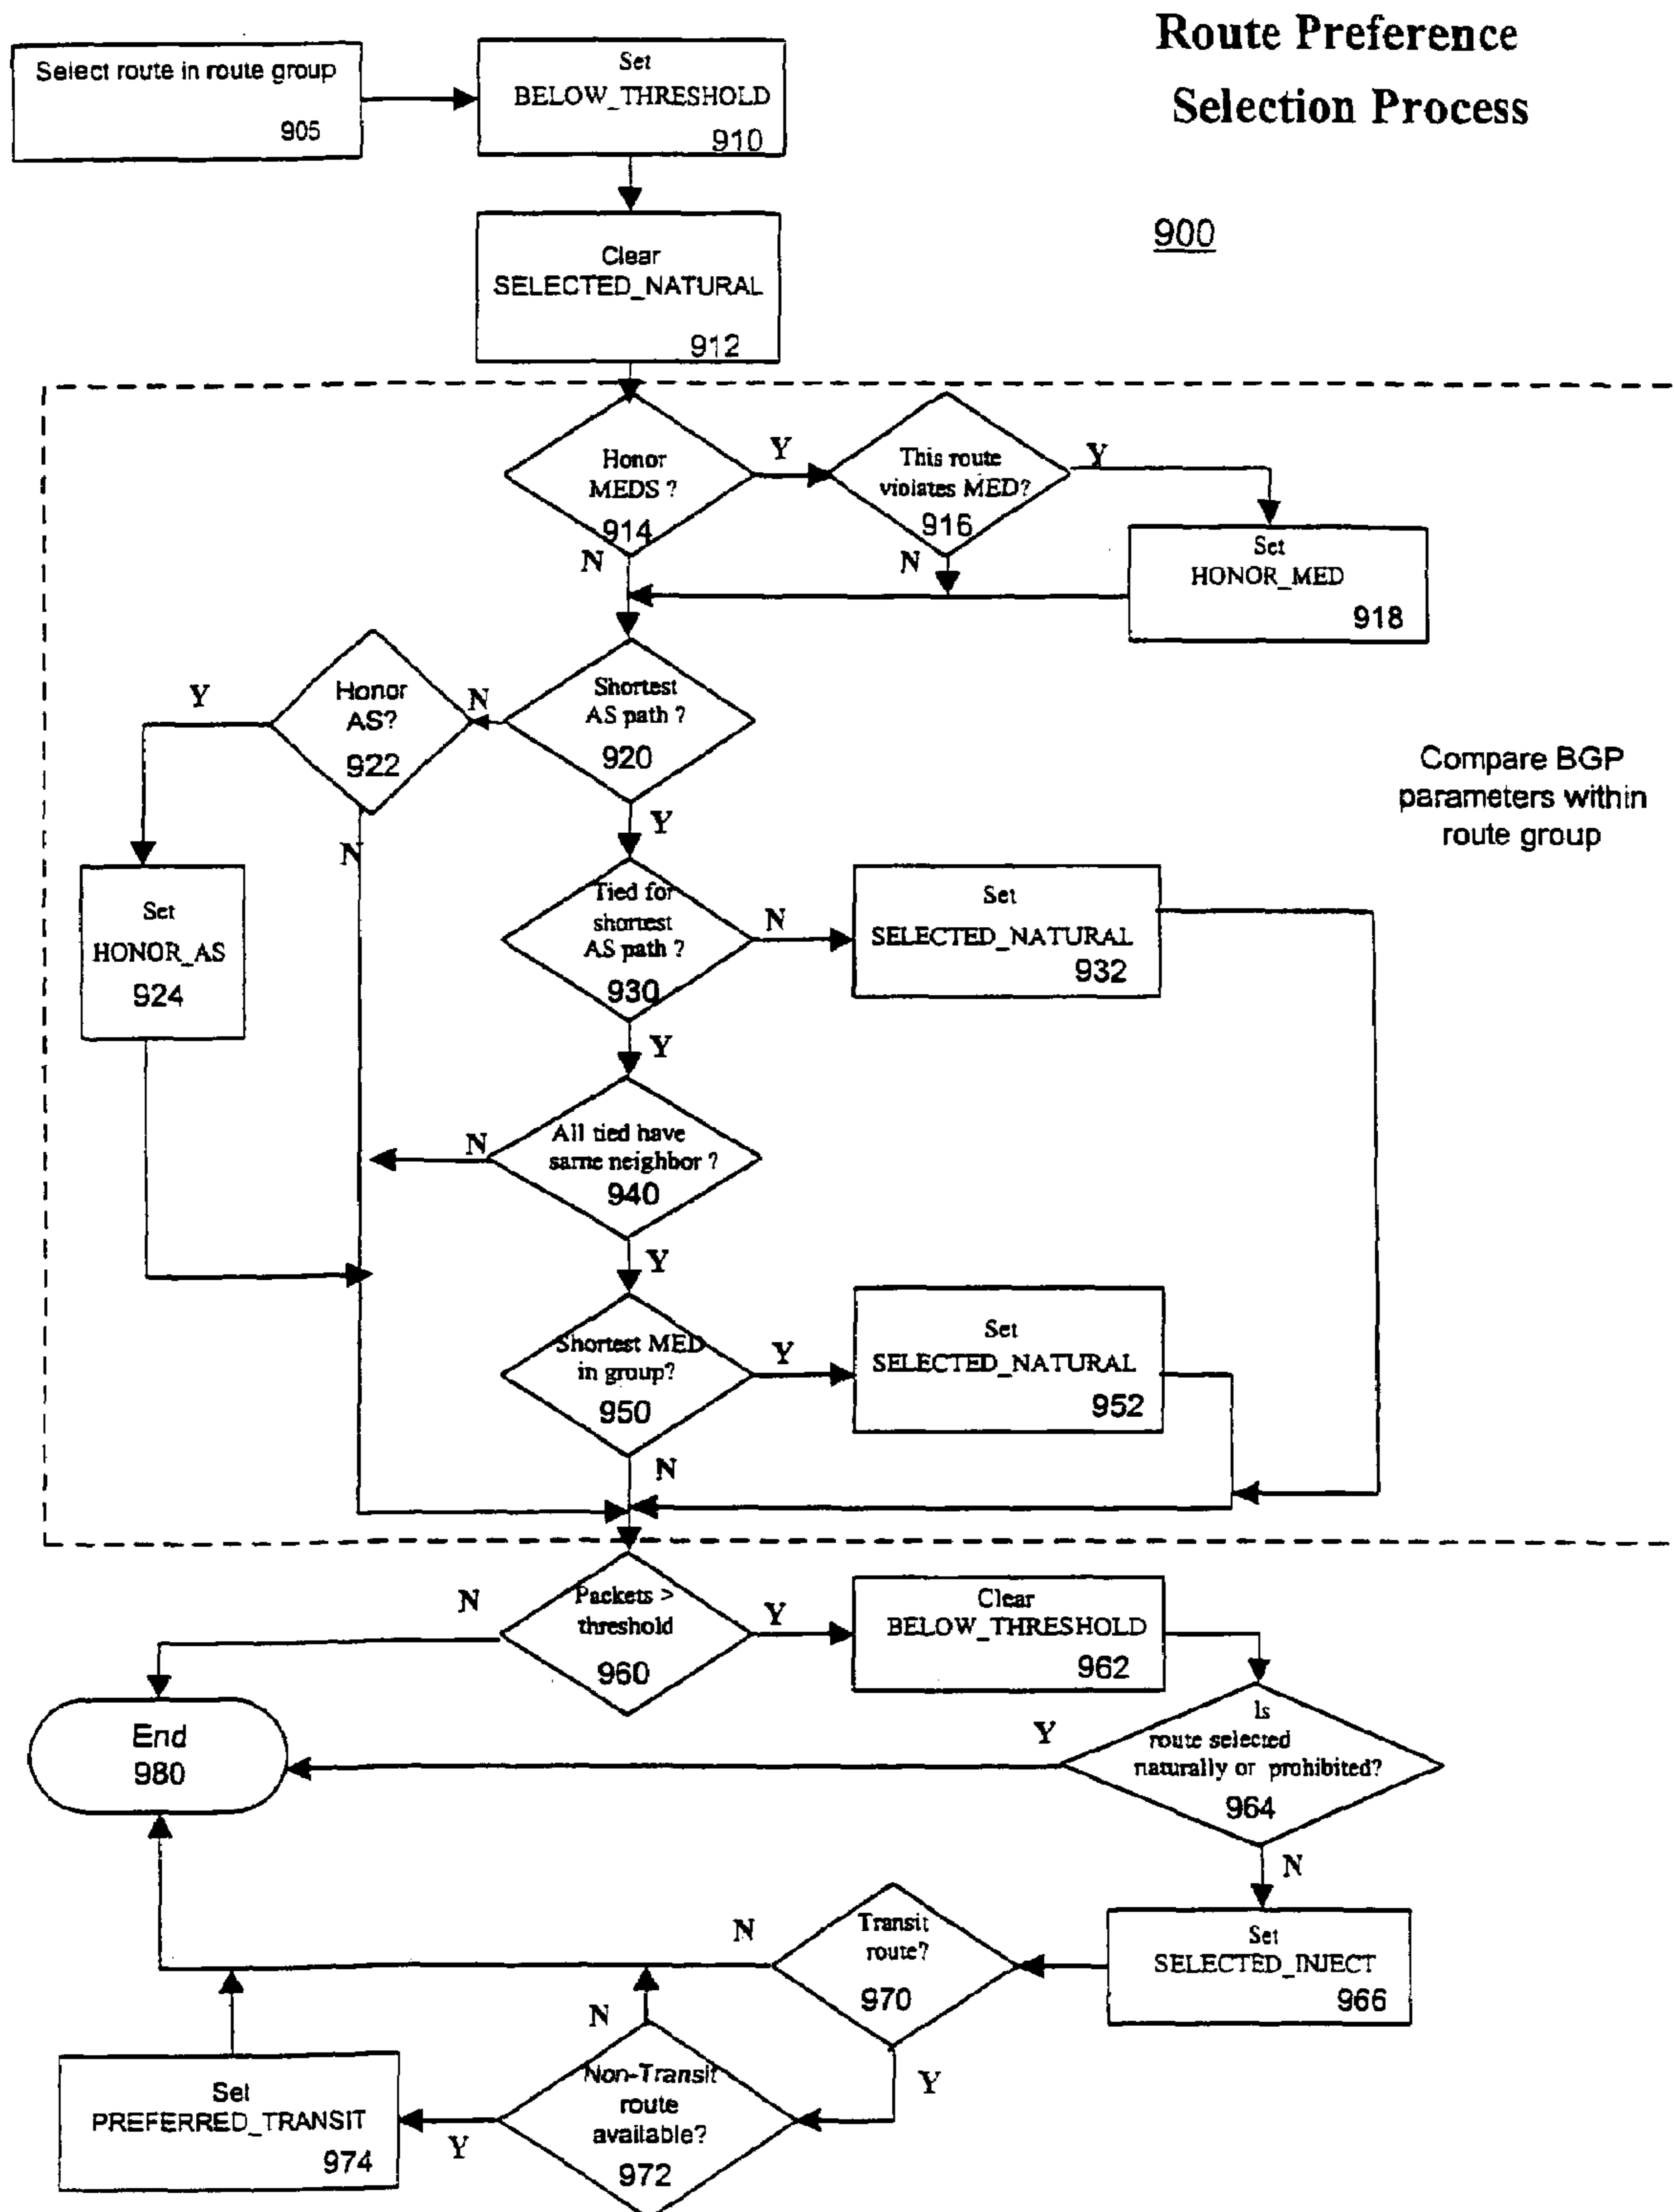 Route Preference
Selection Process
900
Select route in route group
905
Set
BELOW_THRESHOLD
910
Clear
SELECTED_NATURAL
912
Honor
MEDS ?
914
Y
N
This route
violates MED?
916
Y
N
Set
HONOR_MED
918
Shortest
AS path ?
920
N
Y
Honor
AS?
922
Y
N
Set
HONOR_AS
924
Compare BGP
parameters within
route group
Tied for
shortest
AS path ?
930
N
Y
Set
SELECTED_NATURAL
932
All tied have
same neighbor ?
940
N
Y
Shortest MED
in group?
950
Y
N
Set
SELECTED_NATURAL
952
Packets >
threshold
960
N
Y
Clear
BELOW_THRESHOLD
962
Is
route selected
naturally or prohibited?
964
Y
N
End
980
Set
SELECTED_INJECT
966
Transit
route?
970
N
Y
Non-Transit
route
available?
972
N
Y
Set
PREFERRED_TRANSIT
974